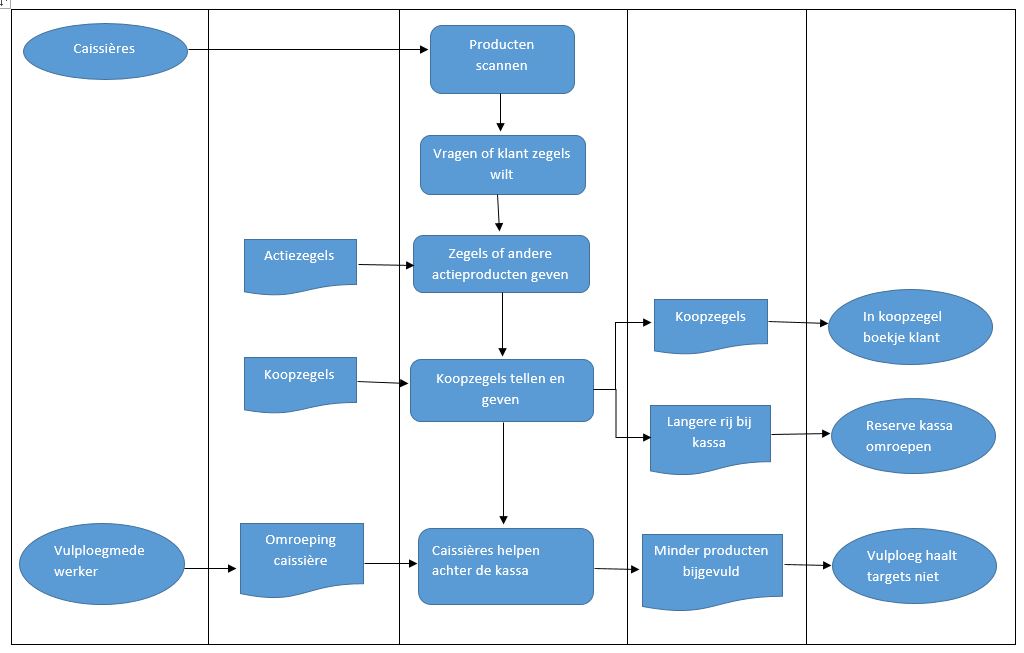 Caissières
Producten
scannen
Vragen of klant zegels
wilt
Actiezegels
Zegels of andere
actieproducten geven
Koopzegels
In koopzegel
boekje klant
Koopzegels
Koopzegels tellen en
geven
Langere rij bij
kassa
Reserve kassa
omroepen
Vulploegmede
werker
Omroeping
caissière
Caissières helpen
achter de kassa
Minder producten
bijgevuld
Vulploeg haalt
targets niet